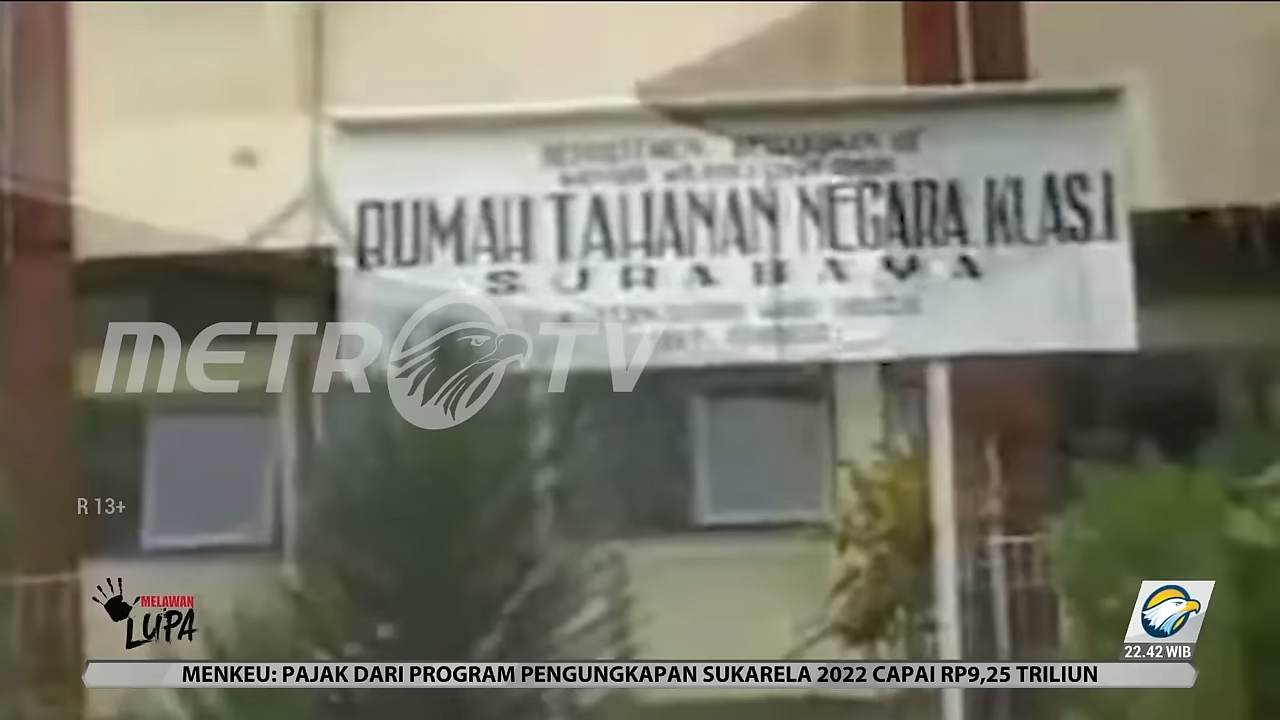 RUMAH TAHANAN NEGARA KLAS.I
SURABAYA
METRO TV
R 13+
MELAWAN
LUPA
22.42 WIB
MENKEU: PAJAK DARI PROGRAM PENGUNGKAPAN SUKARELA 2022 CAPAI RP9,25 TRILIUN